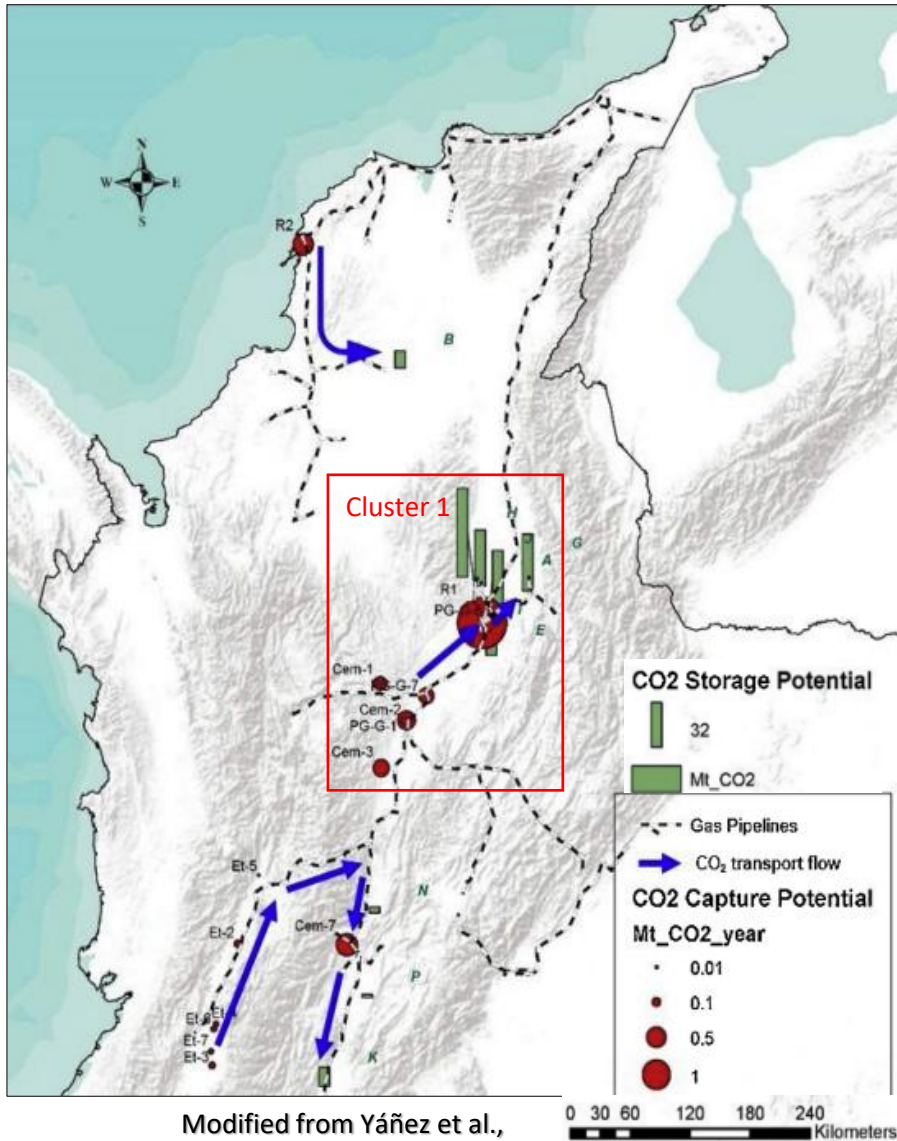 N
W
E
S
R2
B
Cluster 1
H
G
A
R1
PG-
E
Cem-1
G-7
Cem-2
PG-G-1
Cem-3
CO2 Storage Potential
32
Mt_CO2
Gas Pipelines
CO₂ transport flow
CO2 Capture Potential
Mt_CO2_year
0.01
0.1
0.5
1
Et-5
N
Et-2
Cem-7
P
Et-7
Et-3
K
Modified from Yáñez et al.,
0 30 60 120 180 240
Kilometers